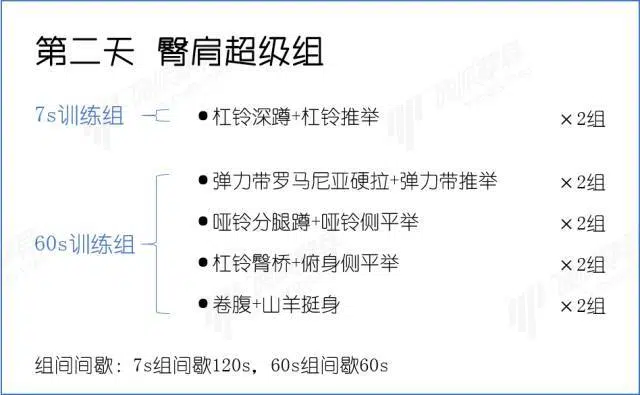 第二天 臀肩超级组
7s训练组
●杠铃深蹲+杠铃推举 ×2组
60s训练组
●弹力带罗马尼亚硬拉+弹力带推举 ×2组
●哑铃分腿蹲+哑铃侧平举 ×2组
●杠铃臀桥+俯身侧平举 ×2组
●卷腹+山羊挺身 ×2组
组间间歇：7s组间歇120s，60s组间歇60s